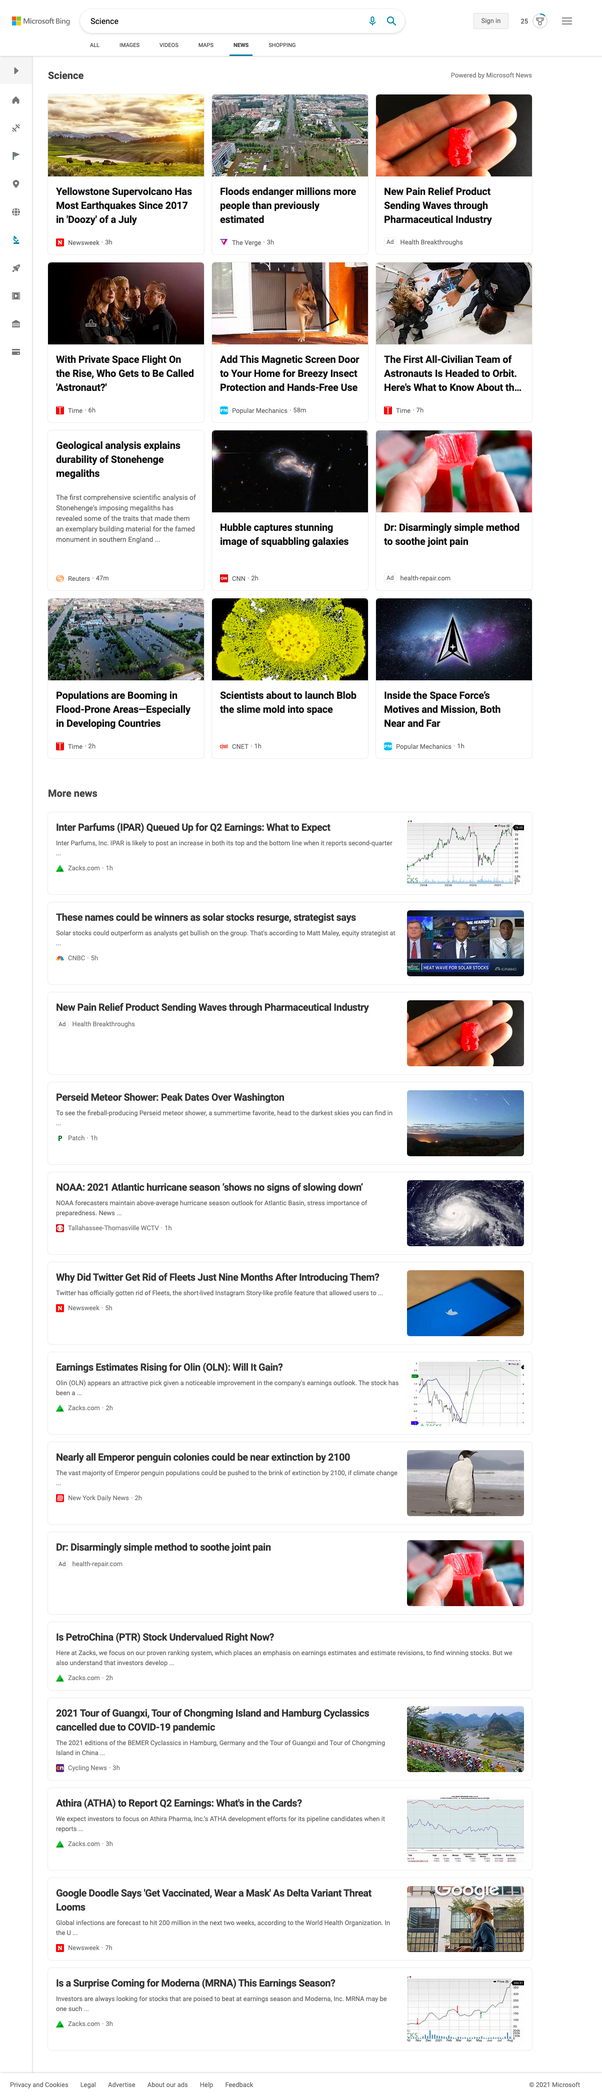 Microsoft Bing
Science
Sign in
25
ALL
IMAGES
VIDEOS
MAPS
NEWS
SHOPPING
Science
Powered by Microsoft News
Yellowstone Supervolcano Has
Most Earthquakes Since 2017
in 'Doozy' of a July
Newsweek · 3h
Floods endanger millions more
people than previously
estimated
The Verge · 3h
New Pain Relief Product
Sending Waves through
Pharmaceutical Industry
Ad Health Breakthroughs
With Private Space Flight On
the Rise, Who Gets to Be Called
'Astronaut?'
Time · 6h
Add This Magnetic Screen Door
to Your Home for Breezy Insect
Protection and Hands-Free Use
Popular Mechanics · 58m
The First All-Civilian Team of
Astronauts Is Headed to Orbit.
Here's What to Know About th...
Time · 7h
Geological analysis explains
durability of Stonehenge
megaliths
The first comprehensive scientific analysis of
Stonehenge's imposing megaliths has
revealed some of the traits that made them
an exemplary building material for the famed
monument in southern England ...
Reuters · 47m
Hubble captures stunning
image of squabbling galaxies
CNN · 2h
Dr: Disarmingly simple method
to soothe joint pain
Ad health-repair.com
Populations are Booming in
Flood-Prone Areas—Especially
in Developing Countries
Time · 2h
Scientists about to launch Blob
the slime mold into space
CNET · 1h
Inside the Space Force's
Motives and Mission, Both
Near and Far
Popular Mechanics · 1h
More news
Inter Parfums (IPAR) Queued Up for Q2 Earnings: What to Expect
Inter Parfums, Inc. IPAR is likely to post an increase in both its top and the bottom line when it reports second-quarter
...
Zacks.com · 1h
These names could be winners as solar stocks resurge, strategist says
Solar stocks could outperform as analysts get bullish on the group. That's according to Matt Maley, equity strategist at
...
CNBC · 5h
HEAT WAVE FOR SOLAR STOCKS
New Pain Relief Product Sending Waves through Pharmaceutical Industry
Ad Health Breakthroughs
Perseid Meteor Shower: Peak Dates Over Washington
To see the fireball-producing Perseid meteor shower, a summertime favorite, head to the darkest skies you can find in
...
Patch · 1h
NOAA: 2021 Atlantic hurricane season 'shows no signs of slowing down'
NOAA forecasters maintain above-average hurricane season outlook for Atlantic Basin, stress importance of
preparedness. News ...
Tallahassee-Thomasville WCTV · 1h
Why Did Twitter Get Rid of Fleets Just Nine Months After Introducing Them?
Twitter has officially gotten rid of Fleets, the short-lived Instagram Story-like profile feature that allowed users to ...
Newsweek · 5h
Earnings Estimates Rising for Olin (OLN): Will It Gain?
Olin (OLN) appears an attractive pick given a noticeable improvement in the company's earnings outlook. The stock has
been a ...
Zacks.com · 2h
Nearly all Emperor penguin colonies could be near extinction by 2100
The vast majority of Emperor penguin populations could be pushed to the brink of extinction by 2100, if climate change
...
New York Daily News · 2h
Dr: Disarmingly simple method to soothe joint pain
Ad health-repair.com
Is PetroChina (PTR) Stock Undervalued Right Now?
Here at Zacks, we focus on our proven ranking system, which places an emphasis on earnings estimates and estimate revisions, to find winning stocks. But we
also understand that investors develop ...
Zacks.com · 2h
2021 Tour of Guangxi, Tour of Chongming Island and Hamburg Cyclassics
cancelled due to COVID-19 pandemic
The 2021 editions of the BEMER Cyclassics in Hamburg, Germany and the Tour of Guangxi and Tour of Chongming
Island in China ...
Cycling News · 3h
Athira (ATHA) to Report Q2 Earnings: What's in the Cards?
We expect investors to focus on Athira Pharma, Inc.'s ATHA development efforts for its pipeline candidates when it
reports ...
Zacks.com · 3h
Google Doodle Says 'Get Vaccinated, Wear a Mask' As Delta Variant Threat
Looms
Global infections are forecast to hit 200 million in the next two weeks, according to the World Health Organization. In
the U ...
Newsweek · 7h
Google
Is a Surprise Coming for Moderna (MRNA) This Earnings Season?
Investors are always looking for stocks that are poised to beat at earnings season and Moderna, Inc. MRNA may be
one such ...
Zacks.com · 3h
Privacy and Cookies
Legal
Advertise
About our ads
Help
Feedback
© 2021 Microsoft